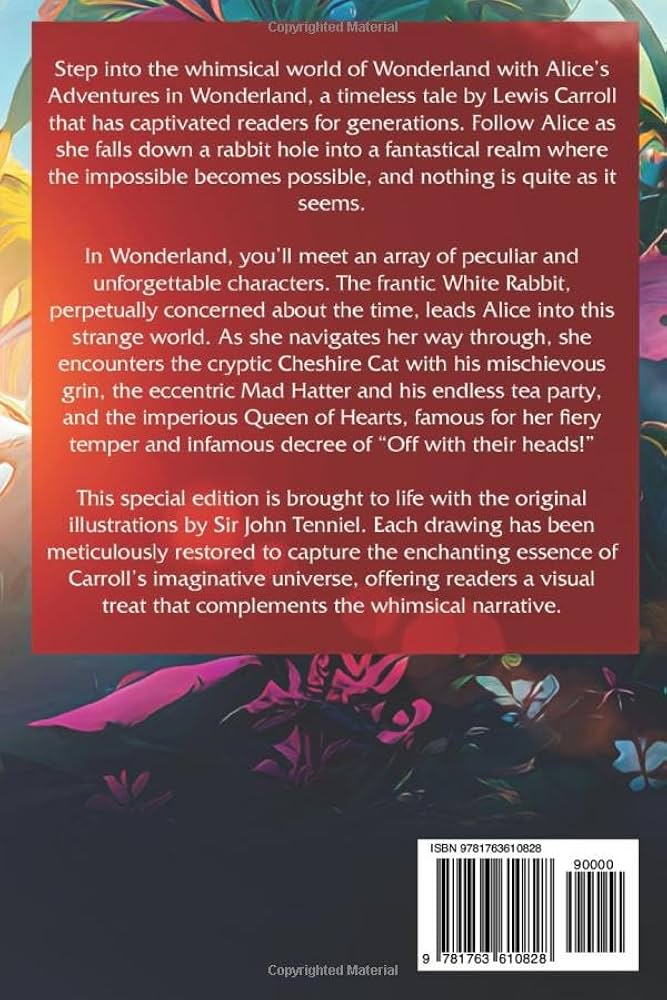 Copyrighted Material
Step into the whimsical world of Wonderland with Alice's
Adventures in Wonderland, a timeless tale by Lewis Carroll
that has captivated readers for generations. Follow Alice as
she falls down a rabbit hole into a fantastical realm where
the impossible becomes possible, and nothing is quite as it
seems.
In Wonderland, you'll meet an array of peculiar and
unforgettable characters. The frantic White Rabbit,
perpetually concerned about the time, leads Alice into this
strange world. As she navigates her way through, she
encounters the cryptic Cheshire Cat with his mischievous
grin, the eccentric Mad Hatter and his endless tea party,
and the imperious Queen of Hearts, famous for her fiery
temper and infamous decree of “Off with their heads!”
This special edition is brought to life with the original
illustrations by Sir John Tenniel. Each drawing has been
meticulously restored to capture the enchanting essence of
Carroll's imaginative universe, offering readers a visual
treat that complements the whimsical narrative.
ISBN 9781763610828
90000
9 781763 610828
Copyrighted Material